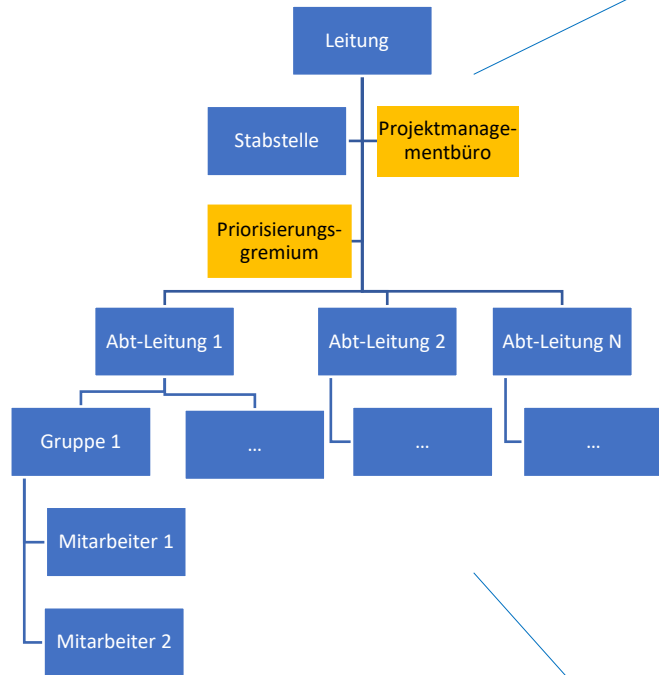 Leitung
Stabstelle
Projektmanage-
mentbüro
Priorisierungs-
gremium
Abt-Leitung 1
Abt-Leitung 2
Abt-Leitung N
Gruppe 1
...
...
...
Mitarbeiter 1
Mitarbeiter 2